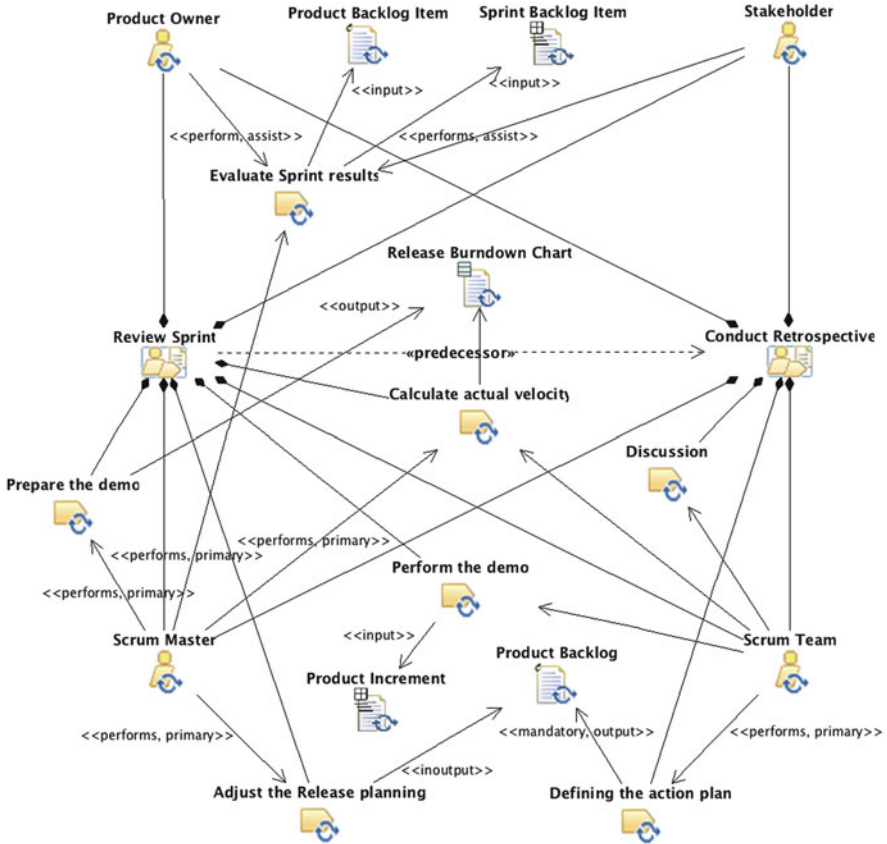 Product Owner
Product Backlog Item
Sprint Backlog Item
Stakeholder
<<input>>
<<input>>
<<perform, assist>>
<<performs, assist>>
Evaluate Sprint results
Release Burndown Chart
<<output>>
Review Sprint
«predecessor»
Conduct Retrospective
Calculate actual velocity
Discussion
Prepare the demo
<<performs, primary>>
<<performs, primary>>
Perform the demo
<<performs, primary>>
Scrum Master
<<input>>
Scrum Team
Product Backlog
Product Increment
<<performs, primary>>
<<mandatory, output>>
<<performs, primary>>
<<inoutput>>
Adjust the Release planning
Defining the action plan